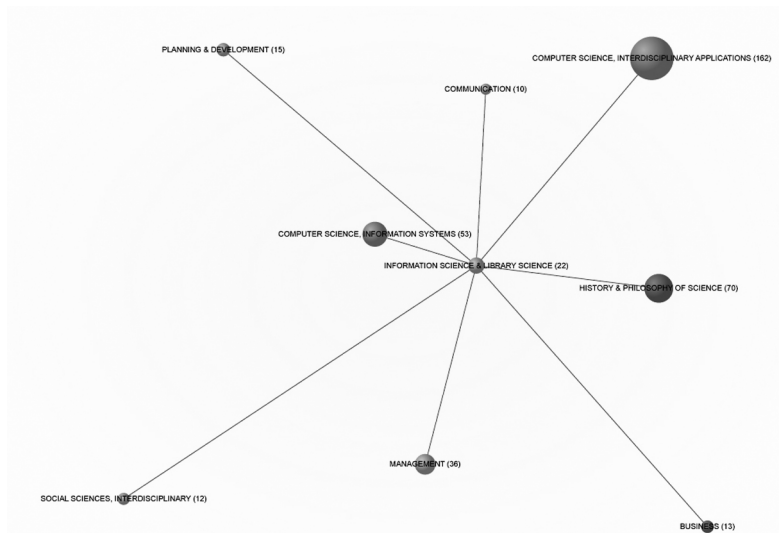 PLANNING & DEVELOPMENT (15)
COMPUTER SCIENCE, INTERDISCIPLINARY APPLICATIONS (162)
COMMUNICATION (10)
COMPUTER SCIENCE, INFORMATION SYSTEMS (53)
INFORMATION SCIENCE & LIBRARY SCIENCE (22)
HISTORY & PHILOSOPHY OF SCIENCE (70)
MANAGEMENT (36)
SOCIAL SCIENCES, INTERDISCIPLINARY (12)
BUSINESS (13)